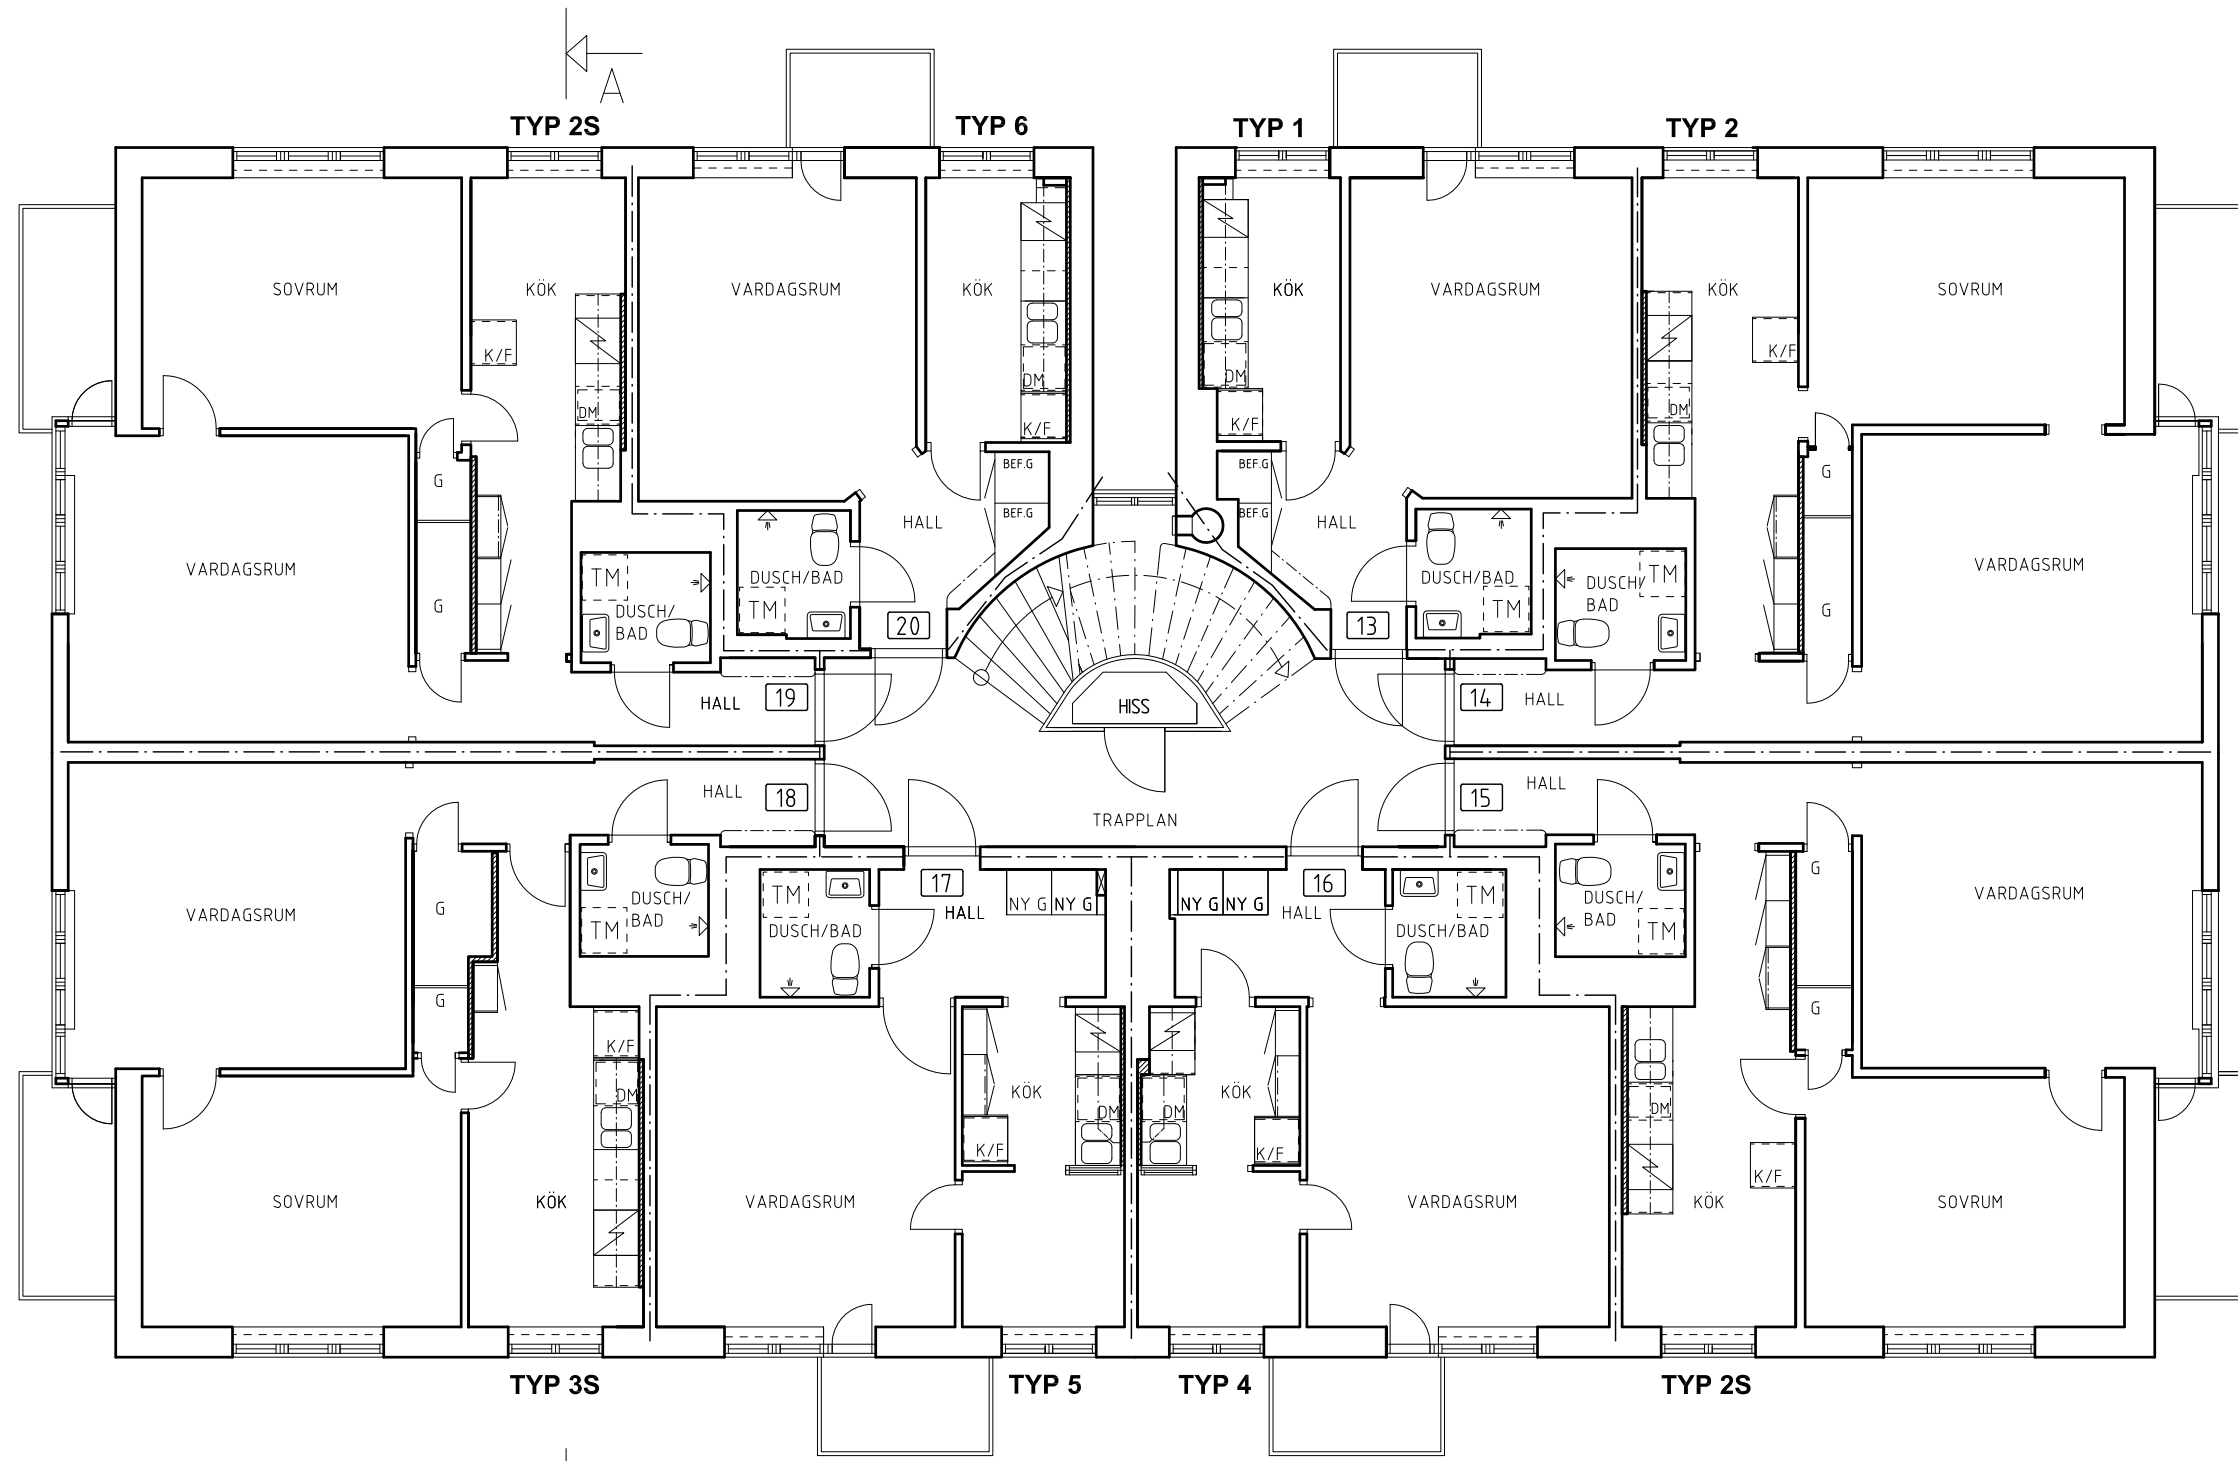 A
TYP 2S
TYP 6
TYP 1
TYP 2
SOVRUM
KÖK
VARDAGSRUM
KÖK
KÖK
VARDAGSRUM
KÖK
SOVRUM
K/F
DM
DM
K/F
DM
K/F
DM
K/F
G
BEF.G
BEF.G
G
BEF.G
BEF.G
HALL
HALL
VARDAGSRUM
G
TM
DUSCH/
BAD
DUSCH/BAD
TM
20
13
DUSCH/BAD
TM
DUSCH/
BAD
TM
G
VARDAGSRUM
HALL
19
HISS
14
HALL
HALL
18
TRAPPLAN
15
HALL
VARDAGSRUM
G
G
DUSCH/
BAD
TM
TM
DUSCH/BAD
17
HALL
NY G
NY G
NY G
NY G
16
HALL
TM
DUSCH/BAD
DUSCH/
BAD
TM
G
G
VARDAGSRUM
K/F
DM
KÖK
DM
K/F
DM
KÖK
K/F
DM
K/F
SOVRUM
KÖK
VARDAGSRUM
VARDAGSRUM
KÖK
SOVRUM
TYP 3S
TYP 5
TYP 4
TYP 2S